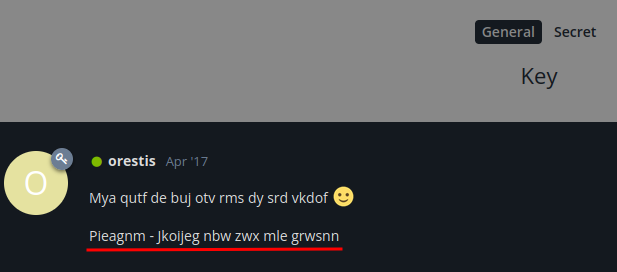 General Secret
Key
O
orestis Apr '17
Mya qutf de buj otv rms dy srd vkdof 🙂
Pieagnm - Jkoijeg nbw zwx mle grwsnn